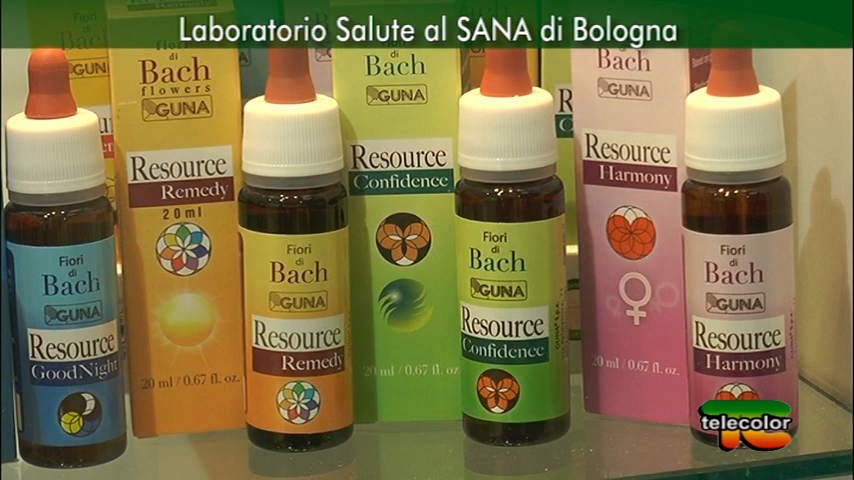 Laboratorio Salute al SANA di Bologna
Fiori
di
Bach
flowers
GUNA
Resource
Remedy
20 ml
20 ml / 0.67 fl. oz.
Bach
GUNA
Resource
Confidence
20 ml / 0.67 fl. oz.
Bach
GUNA
Resource
Harmony
20 ml / 0.67 fl. oz.
Fiori
di
Bach
GUNA
Resource
GoodNight
Fiori
di
Bach
GUNA
Resource
Remedy
Fiori
di
Bach
GUNA
Resource
Confidence
Fiori
di
Bach
GUNA
Resource
Harmony
telecolor